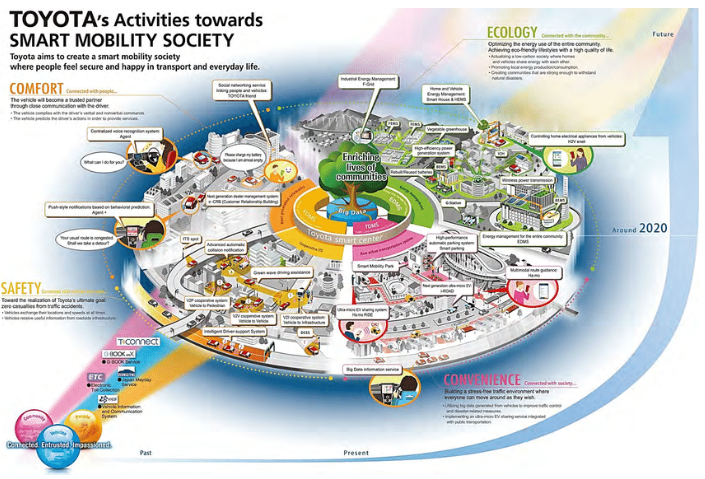 TOYOTA's Activities towards
SMART MOBILITY SOCIETY
Toyota aims to create a smart mobility society
where people feel secure and happy in transport and everyday life.
COMFORT Connected with people...
The vehicle will become a trusted partner
through close communication with the driver.
• The vehicle complies with the driver's verbal and nonverbal commands.
• The vehicle predicts the driver's actions in order to provide services.
Centralized voice recognition system:
Agent
What can I do for you?
Social networking service
linking people and vehicles:
TOYOTA friend
Please charge my battery
because I am almost empty.
Next generation dealer management system:
e-CRB (Customer Relationship Building)
Push-style notifications based on behavioral prediction:
Agent +
Your usual route is congested.
Shall we take a detour?
ECOLOGY Connected with the community...
Optimizing the energy use of the entire community.
Achieving eco-friendly lifestyles with a high quality of life.
• Actualizing a low-carbon society where homes
and vehicles share energy with each other.
• Promoting local energy production/consumption.
• Creating communities that are strong enough to withstand
natural disasters.
Future
Industrial Energy Management:
F-Grid
Home and Vehicle
Energy Management:
Smart House & HEMS
FEMS
FEMS
Vegetable greenhouse
High-efficiency power
generation system
BEMS
Rebuilt/Reused batteries
V2H
Controlling home electrical appliances from vehicles:
H2V
Wireless power transmission
BEMS
G-Station
Energy management for the entire community:
EDMS
Around 2020
Enriching
lives of
communities
Big Data
TDMS
EDMS
Toyota smart center
ITS spot
Advanced automatic
collision notification
Green wave driving assistance
V2P cooperative system:
Vehicle to Pedestrian
V2V cooperative system:
Vehicle to Vehicle
V2I cooperative system:
Vehicle to Infrastructure
Intelligent Driver-support System
Smart Mobility Park
High-performance
automatic parking system:
Smart parking
Next generation ultra-micro EV:
i-ROAD
Multimodal route guidance:
Ha:mo
Ultra-micro EV sharing system:
Ha:mo RIDE
Big Data information service
SAFETY
Toward the realization of Toyota's ultimate goal:
zero casualties from traffic accidents.
• Vehicles exchange their locations and speeds at all times.
• Vehicles receive useful information from roadside infrastructure.
T-Connect
G-BOOK mX
• G-BOOK Service
ETC
• Electronic
Toll Collection
• Japan Mayday
Service
• Vehicle Information
and Communication
System
Connected. Entrusted. Impassioned.
CONVENIENCE Connected with society...
Building a stress-free traffic environment where
everyone can move around as they wish.
• Utilizing big data generated from vehicles to improve traffic control
and disaster-related measures.
• Implementing an ultra-micro EV sharing service integrated
with public transportation.
Past
Present